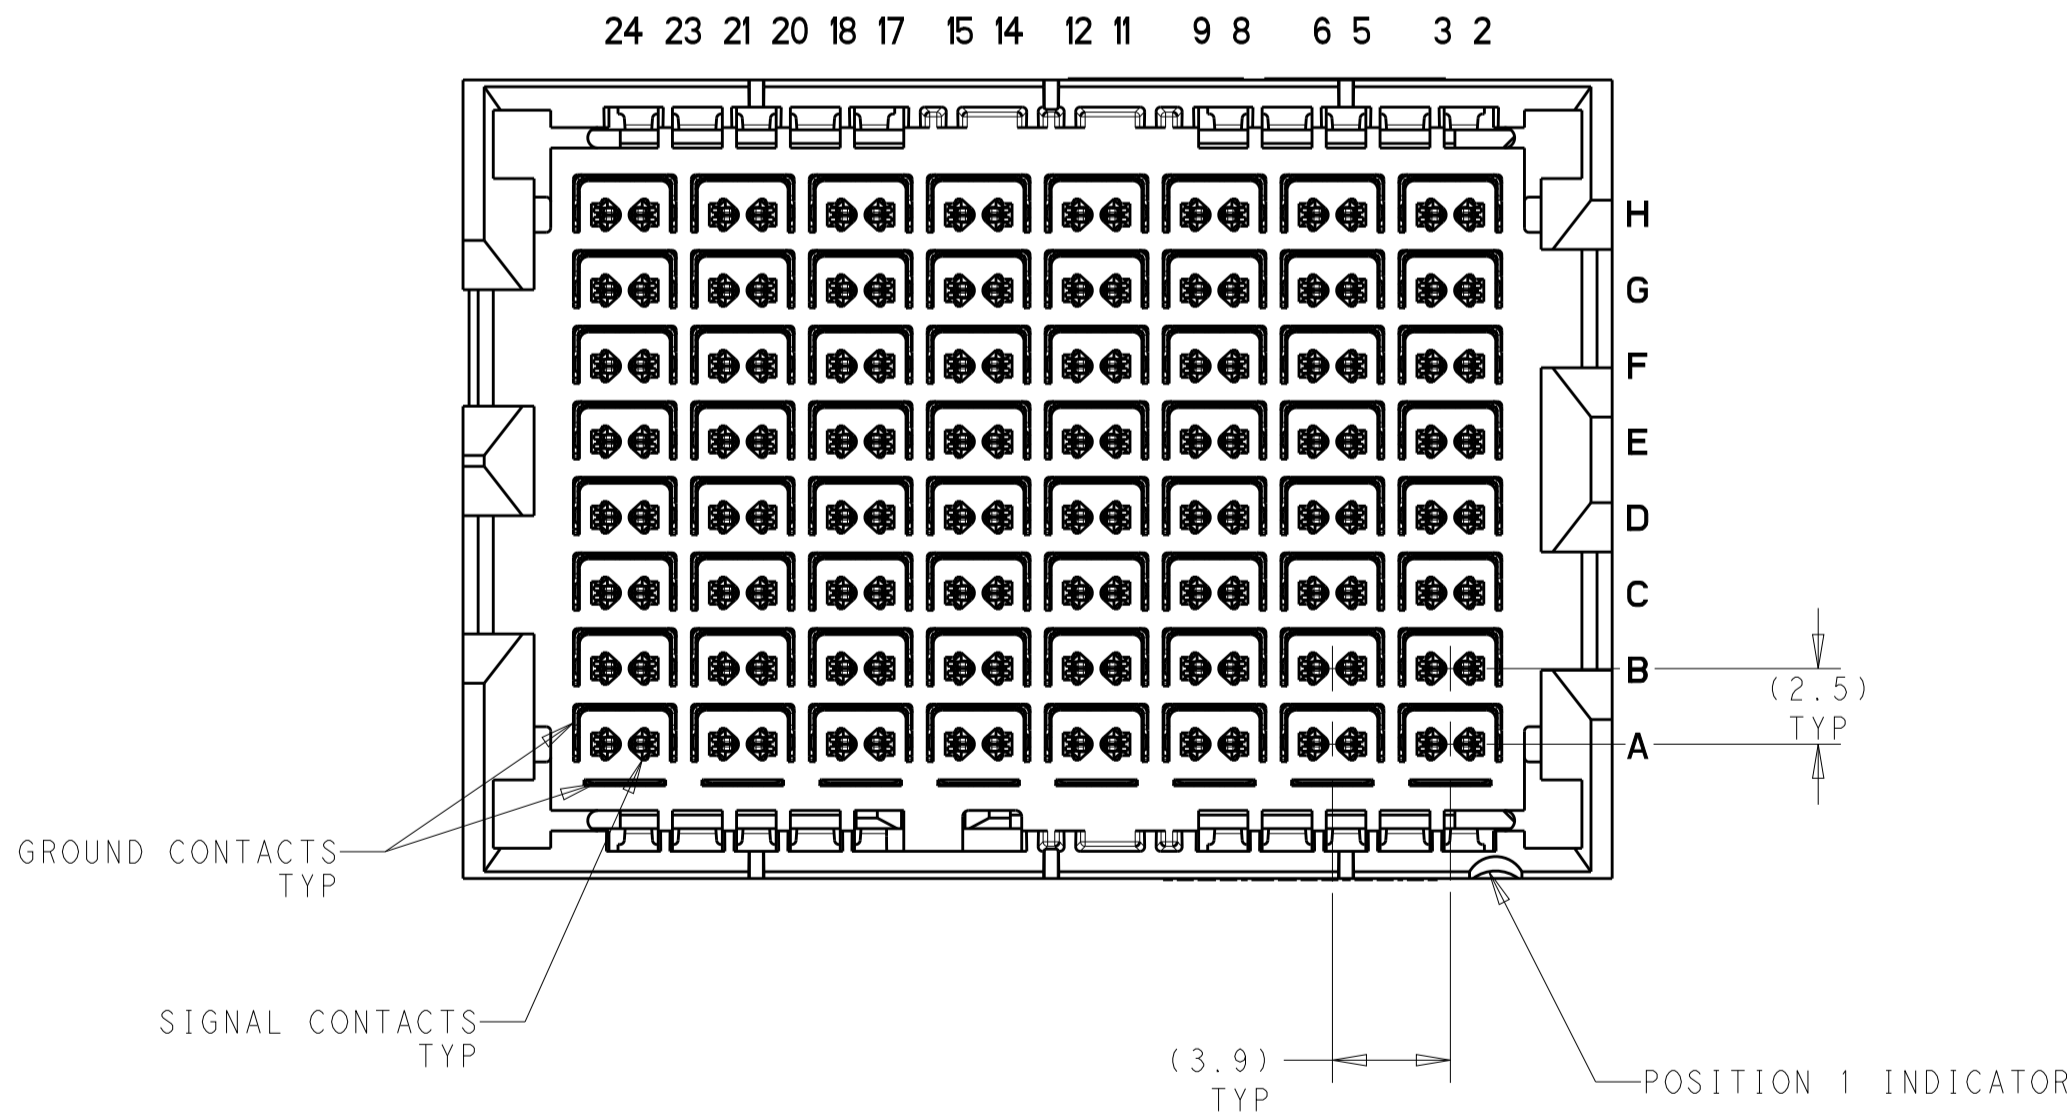 24 23 21 20 18 17 15 14 12 11 9 8 6 5 3 2
H
G
F
E
D
C
B
A
(2.5)
TYP
GROUND CONTACTS
TYP
SIGNAL CONTACTS
TYP
(3.9)
TYP
POSITION 1 INDICATOR